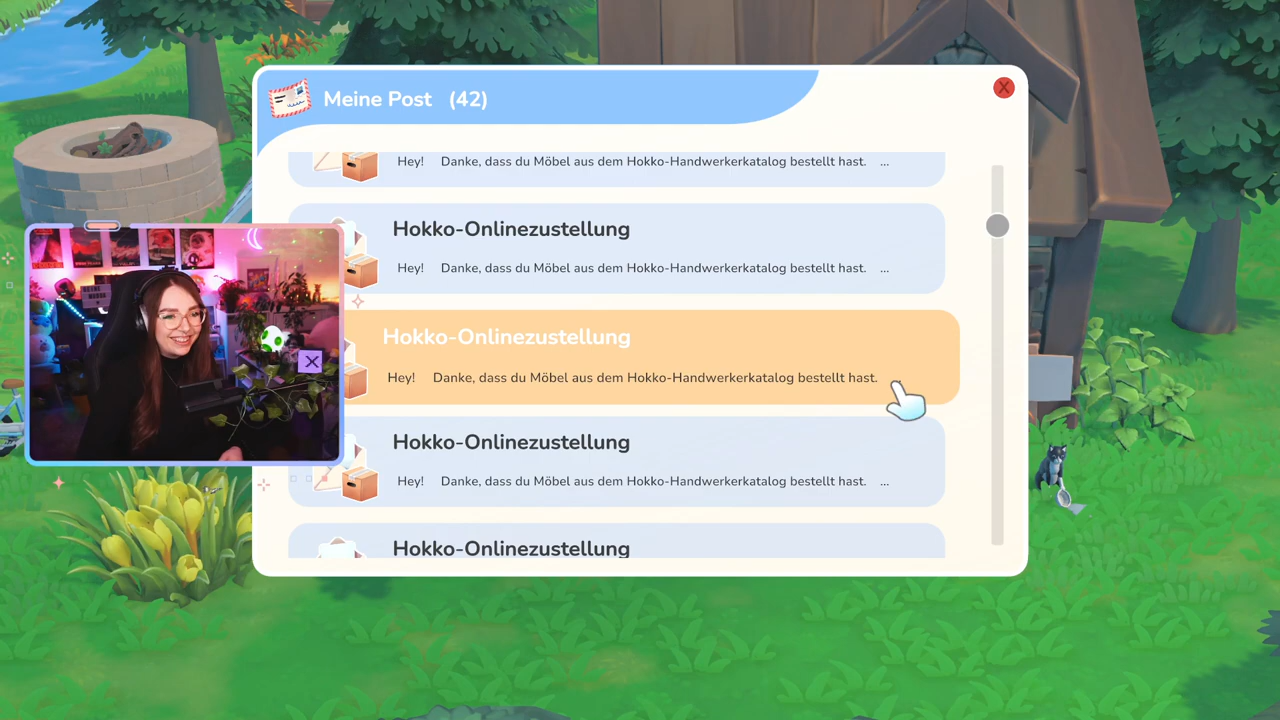 Meine Post (42)
Hey! Danke, dass du Möbel aus dem Hokko-Handwerkerkatalog bestellt hast. ...
Hokko-Onlinezustellung
Hey! Danke, dass du Möbel aus dem Hokko-Handwerkerkatalog bestellt hast. ...
Hokko-Onlinezustellung
Hey! Danke, dass du Möbel aus dem Hokko-Handwerkerkatalog bestellt hast.
Hokko-Onlinezustellung
Hey! Danke, dass du Möbel aus dem Hokko-Handwerkerkatalog bestellt hast. ...
Hokko-Onlinezustellung